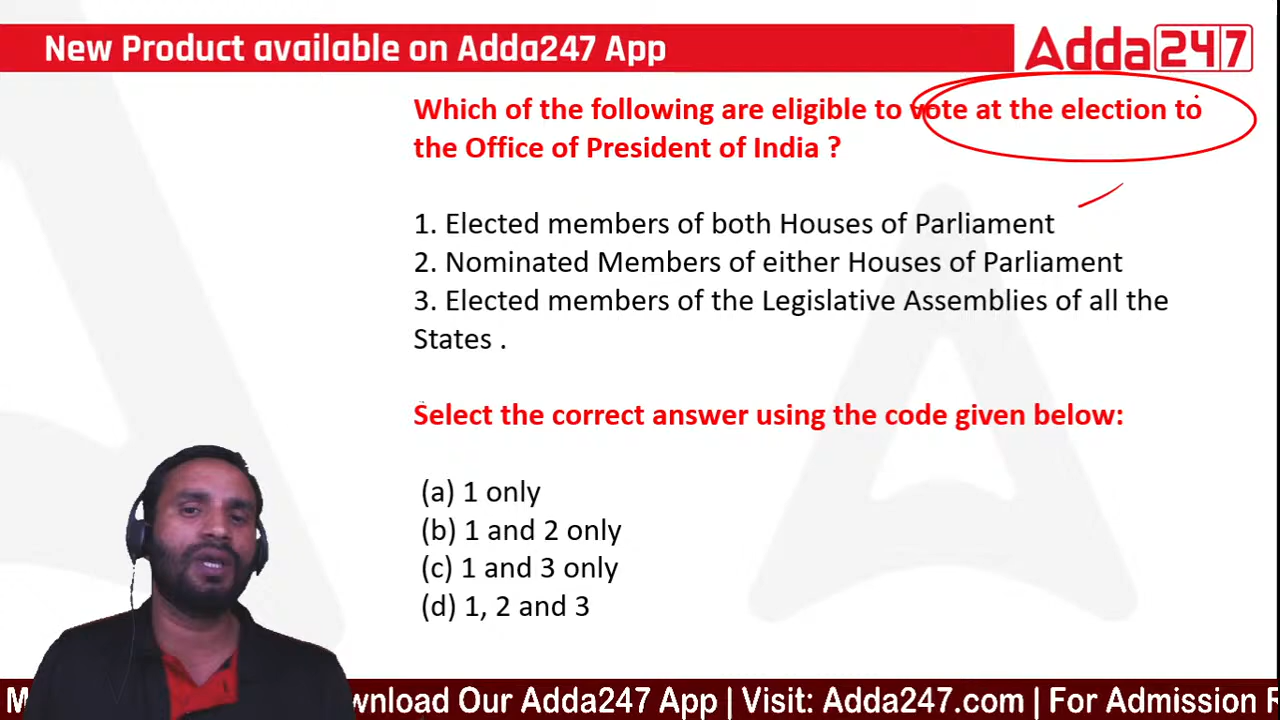 New Product available on Adda247 App
Adda247
Which of the following are eligible to vote at the election to
the Office of President of India ?
1. Elected members of both Houses of Parliament
2. Nominated Members of either Houses of Parliament
3. Elected members of the Legislative Assemblies of all the
States .
Select the correct answer using the code given below:
(a) 1 only
(b) 1 and 2 only
(c) 1 and 3 only
(d) 1, 2 and 3
Our Adda247 App | Visit: Adda247.com | For Admission